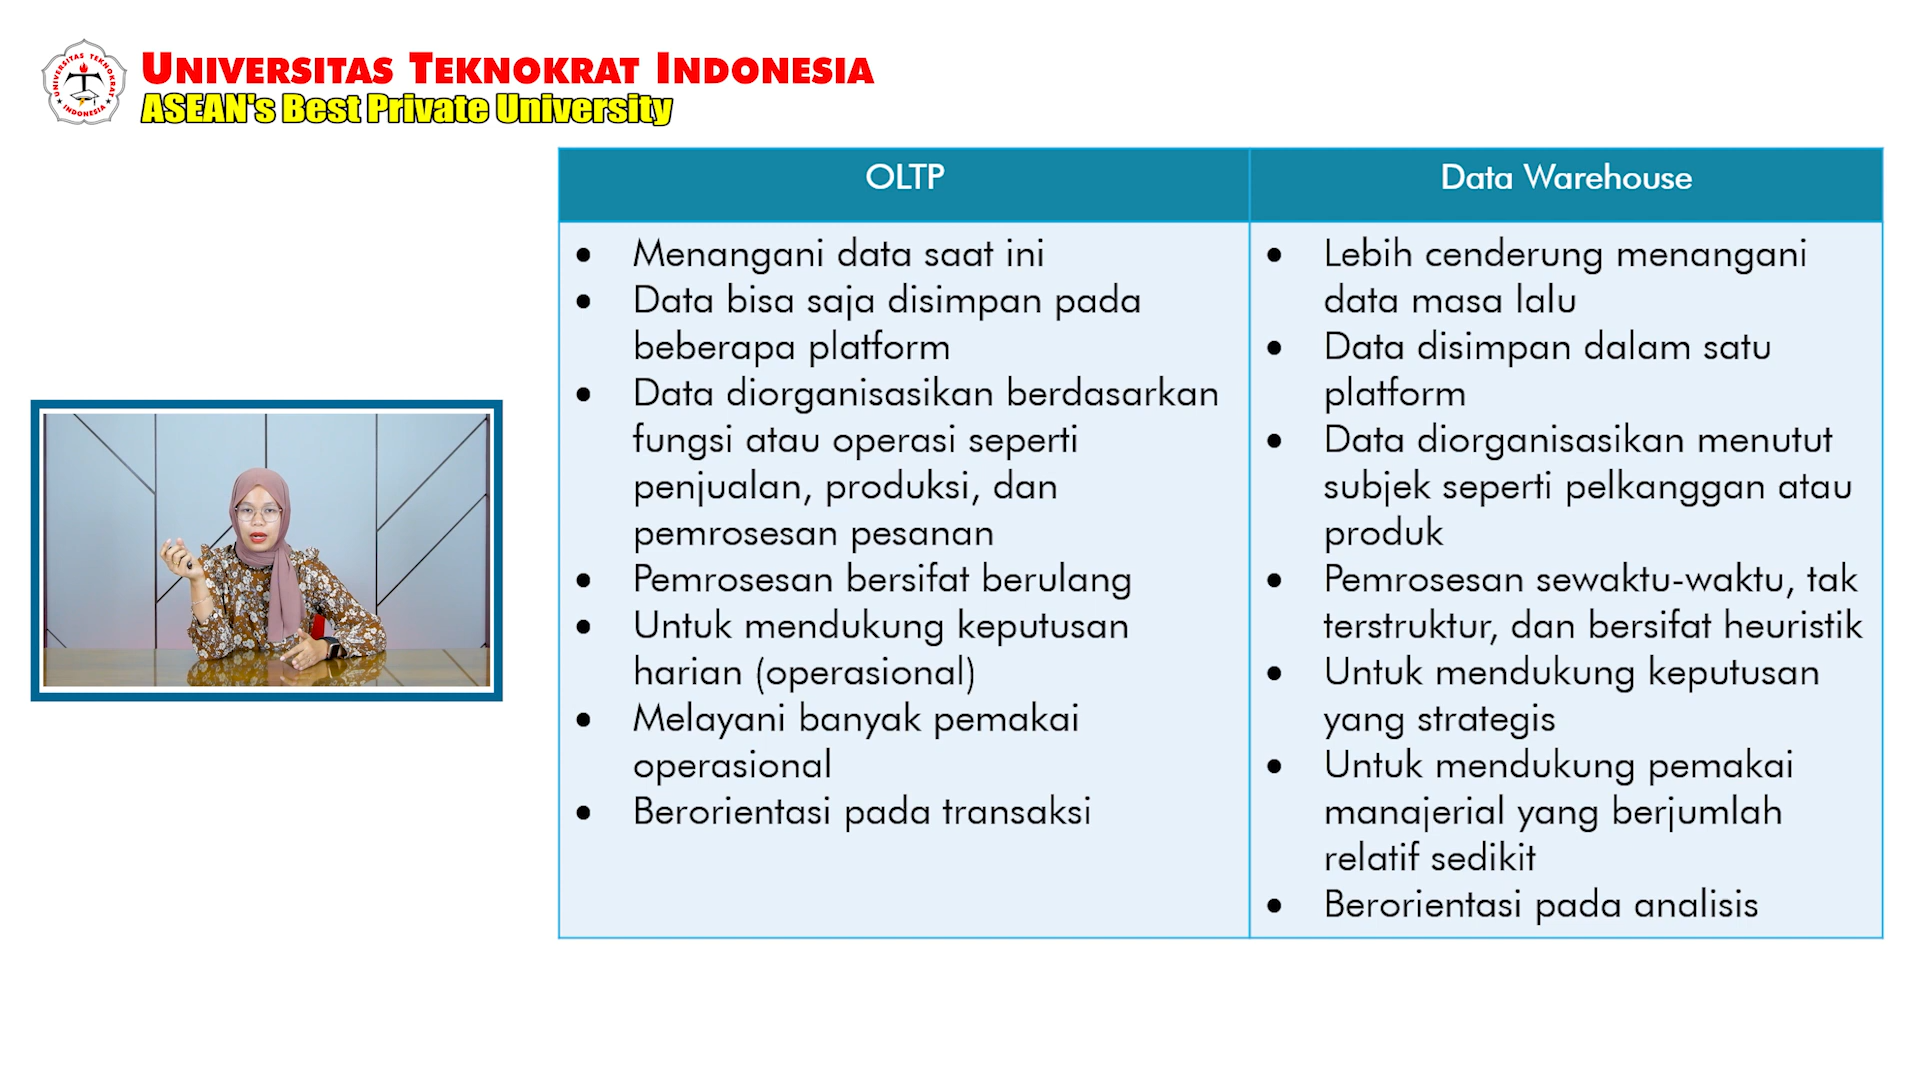 UNIVERSITAS TEKNOKRAT INDONESIA
ASEAN's Best Private University
UNIVERSITAS TEKNOKRAT
INDONESIA
OLTP
• Menangani data saat ini
• Data bisa saja disimpan pada
beberapa platform
• Data diorganisasikan berdasarkan
fungsi atau operasi seperti
penjualan, produksi, dan
pemrosesan pesanan
• Pemrosesan bersifat berulang
• Untuk mendukung keputusan
harian (operasional)
• Melayani banyak pemakai
operasional
• Berorientasi pada transaksi
Data Warehouse
• Lebih cenderung menangani
data masa lalu
• Data disimpan dalam satu
platform
• Data diorganisasikan menutut
subjek seperti pelkanggan atau
produk
• Pemrosesan sewaktu-waktu, tak
terstruktur, dan bersifat heuristik
• Untuk mendukung keputusan
yang strategis
• Untuk mendukung pemakai
manajerial yang berjumlah
relatif sedikit
• Berorientasi pada analisis